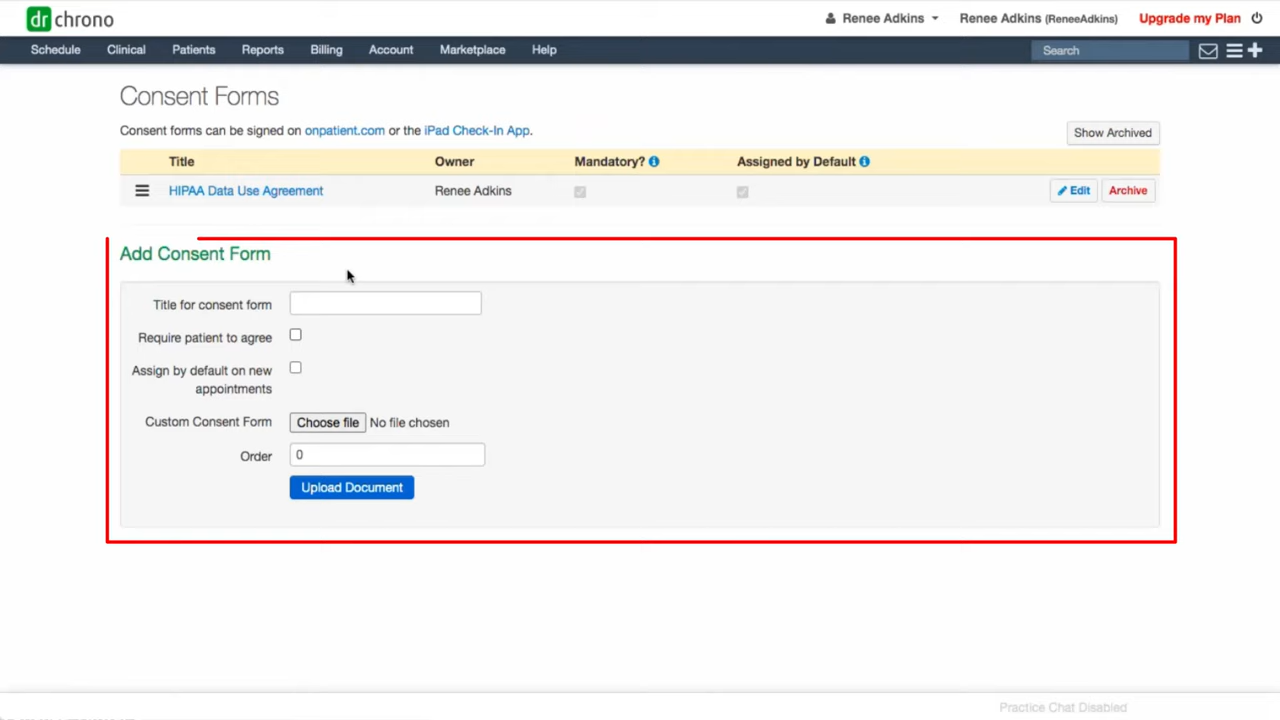 dr chrono
Renee Adkins Renee Adkins (ReneeAdkins) Upgrade my Plan
Schedule Clinical Patients Reports Billing Account Marketplace Help Search
Consent Forms
Consent forms can be signed on onpatient.com or the iPad Check-In App.
Show Archived
Title Owner Mandatory? Assigned by Default
HIPAA Data Use Agreement Renee Adkins Edit Archive
Add Consent Form
Title for consent form
Require patient to agree
Assign by default on new
appointments
Custom Consent Form Choose file No file chosen
Order 0
Upload Document
Practice Chat Disabled